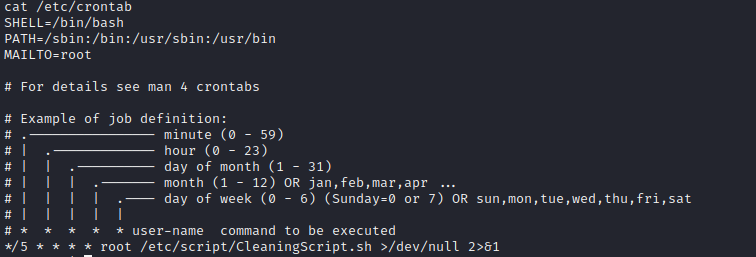 cat /etc/crontab
SHELL=/bin/bash
PATH=/sbin:/bin:/usr/sbin:/usr/bin
MAILTO=root

# For details see man 4 crontabs

# Example of job definition:
# .———————————————— minute (0 - 59)
# |  .————————————— hour (0 - 23)
# |  |  .—————————— day of month (1 - 31)
# |  |  |  .——————— month (1 - 12) OR jan,feb,mar,apr ...
# |  |  |  |  .———— day of week (0 - 6) (Sunday=0 or 7) OR sun,mon,tue,wed,thu,fri,sat
# |  |  |  |  |
# *  *  *  *  * user-name  command to be executed
*/5 * * * * root /etc/script/CleaningScript.sh >/dev/null 2>&1